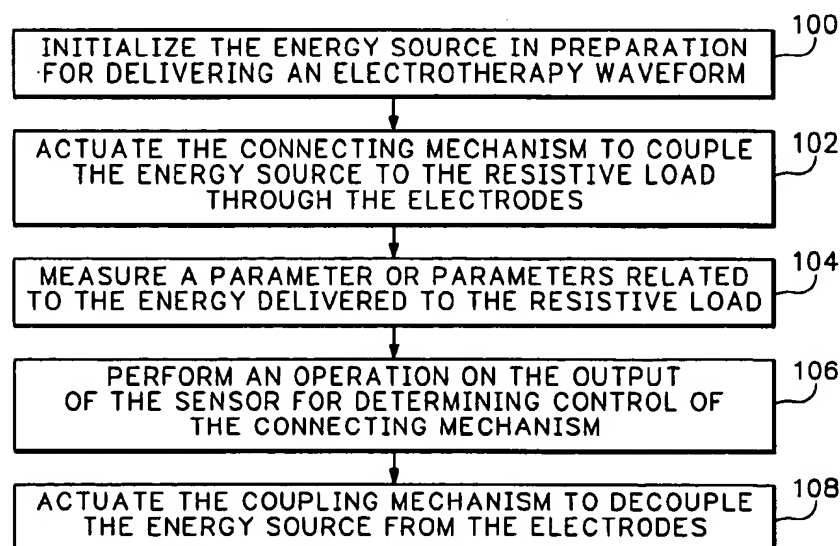 100
INITIALIZE THE ENERGY SOURCE IN PREPARATION
FOR DELIVERING AN ELECTROTHERAPY WAVEFORM
102
ACTUATE THE CONNECTING MECHANISM TO COUPLE
THE ENERGY SOURCE TO THE RESISTIVE LOAD
THROUGH THE ELECTRODES
104
MEASURE A PARAMETER OR PARAMETERS RELATED
TO THE ENERGY DELIVERED TO THE RESISTIVE LOAD
106
PERFORM AN OPERATION ON THE OUTPUT
OF THE SENSOR FOR DETERMINING CONTROL OF
THE CONNECTING MECHANISM
108
ACTUATE THE COUPLING MECHANISM TO DECOUPLE
THE ENERGY SOURCE FROM THE ELECTRODES